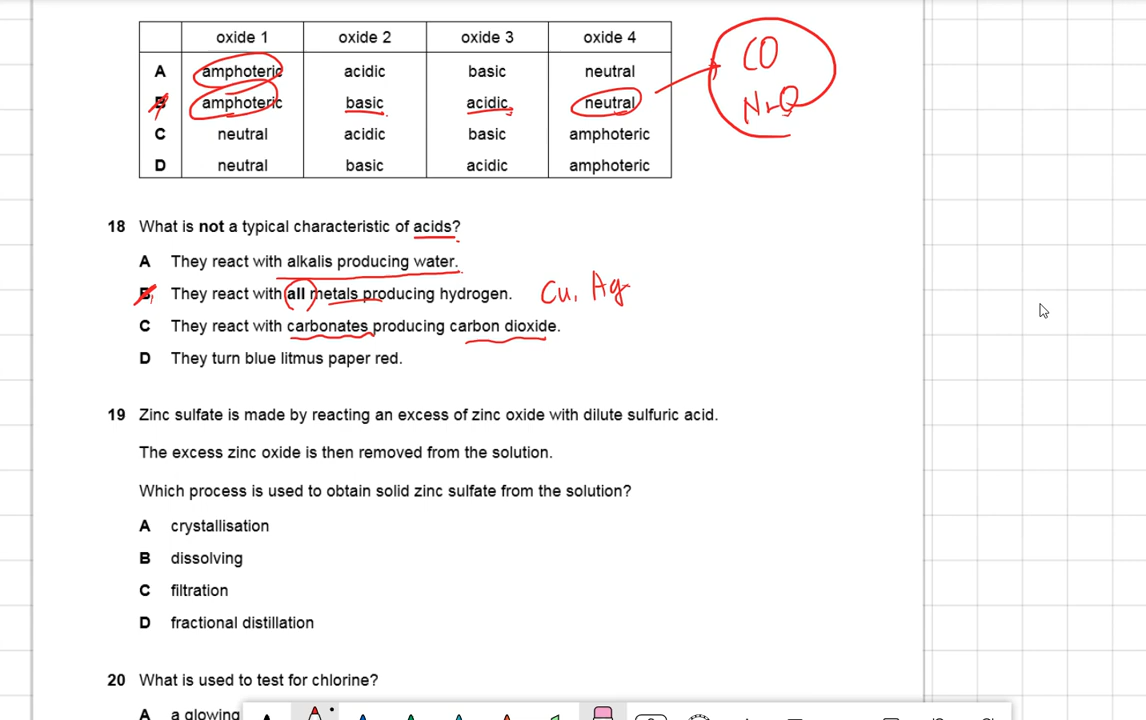 oxide 1 oxide 2 oxide 3 oxide 4
A amphoteric acidic basic neutral
B amphoteric basic acidic neutral
C neutral acidic basic amphoteric
D neutral basic acidic amphoteric
CO
N2O
18 What is not a typical characteristic of acids?
A They react with alkalis producing water.
B They react with all metals producing hydrogen. Cu, Ag
C They react with carbonates producing carbon dioxide.
D They turn blue litmus paper red.
19 Zinc sulfate is made by reacting an excess of zinc oxide with dilute sulfuric acid.
The excess zinc oxide is then removed from the solution.
Which process is used to obtain solid zinc sulfate from the solution?
A crystallisation
B dissolving
C filtration
D fractional distillation
20 What is used to test for chlorine?
A a glowing